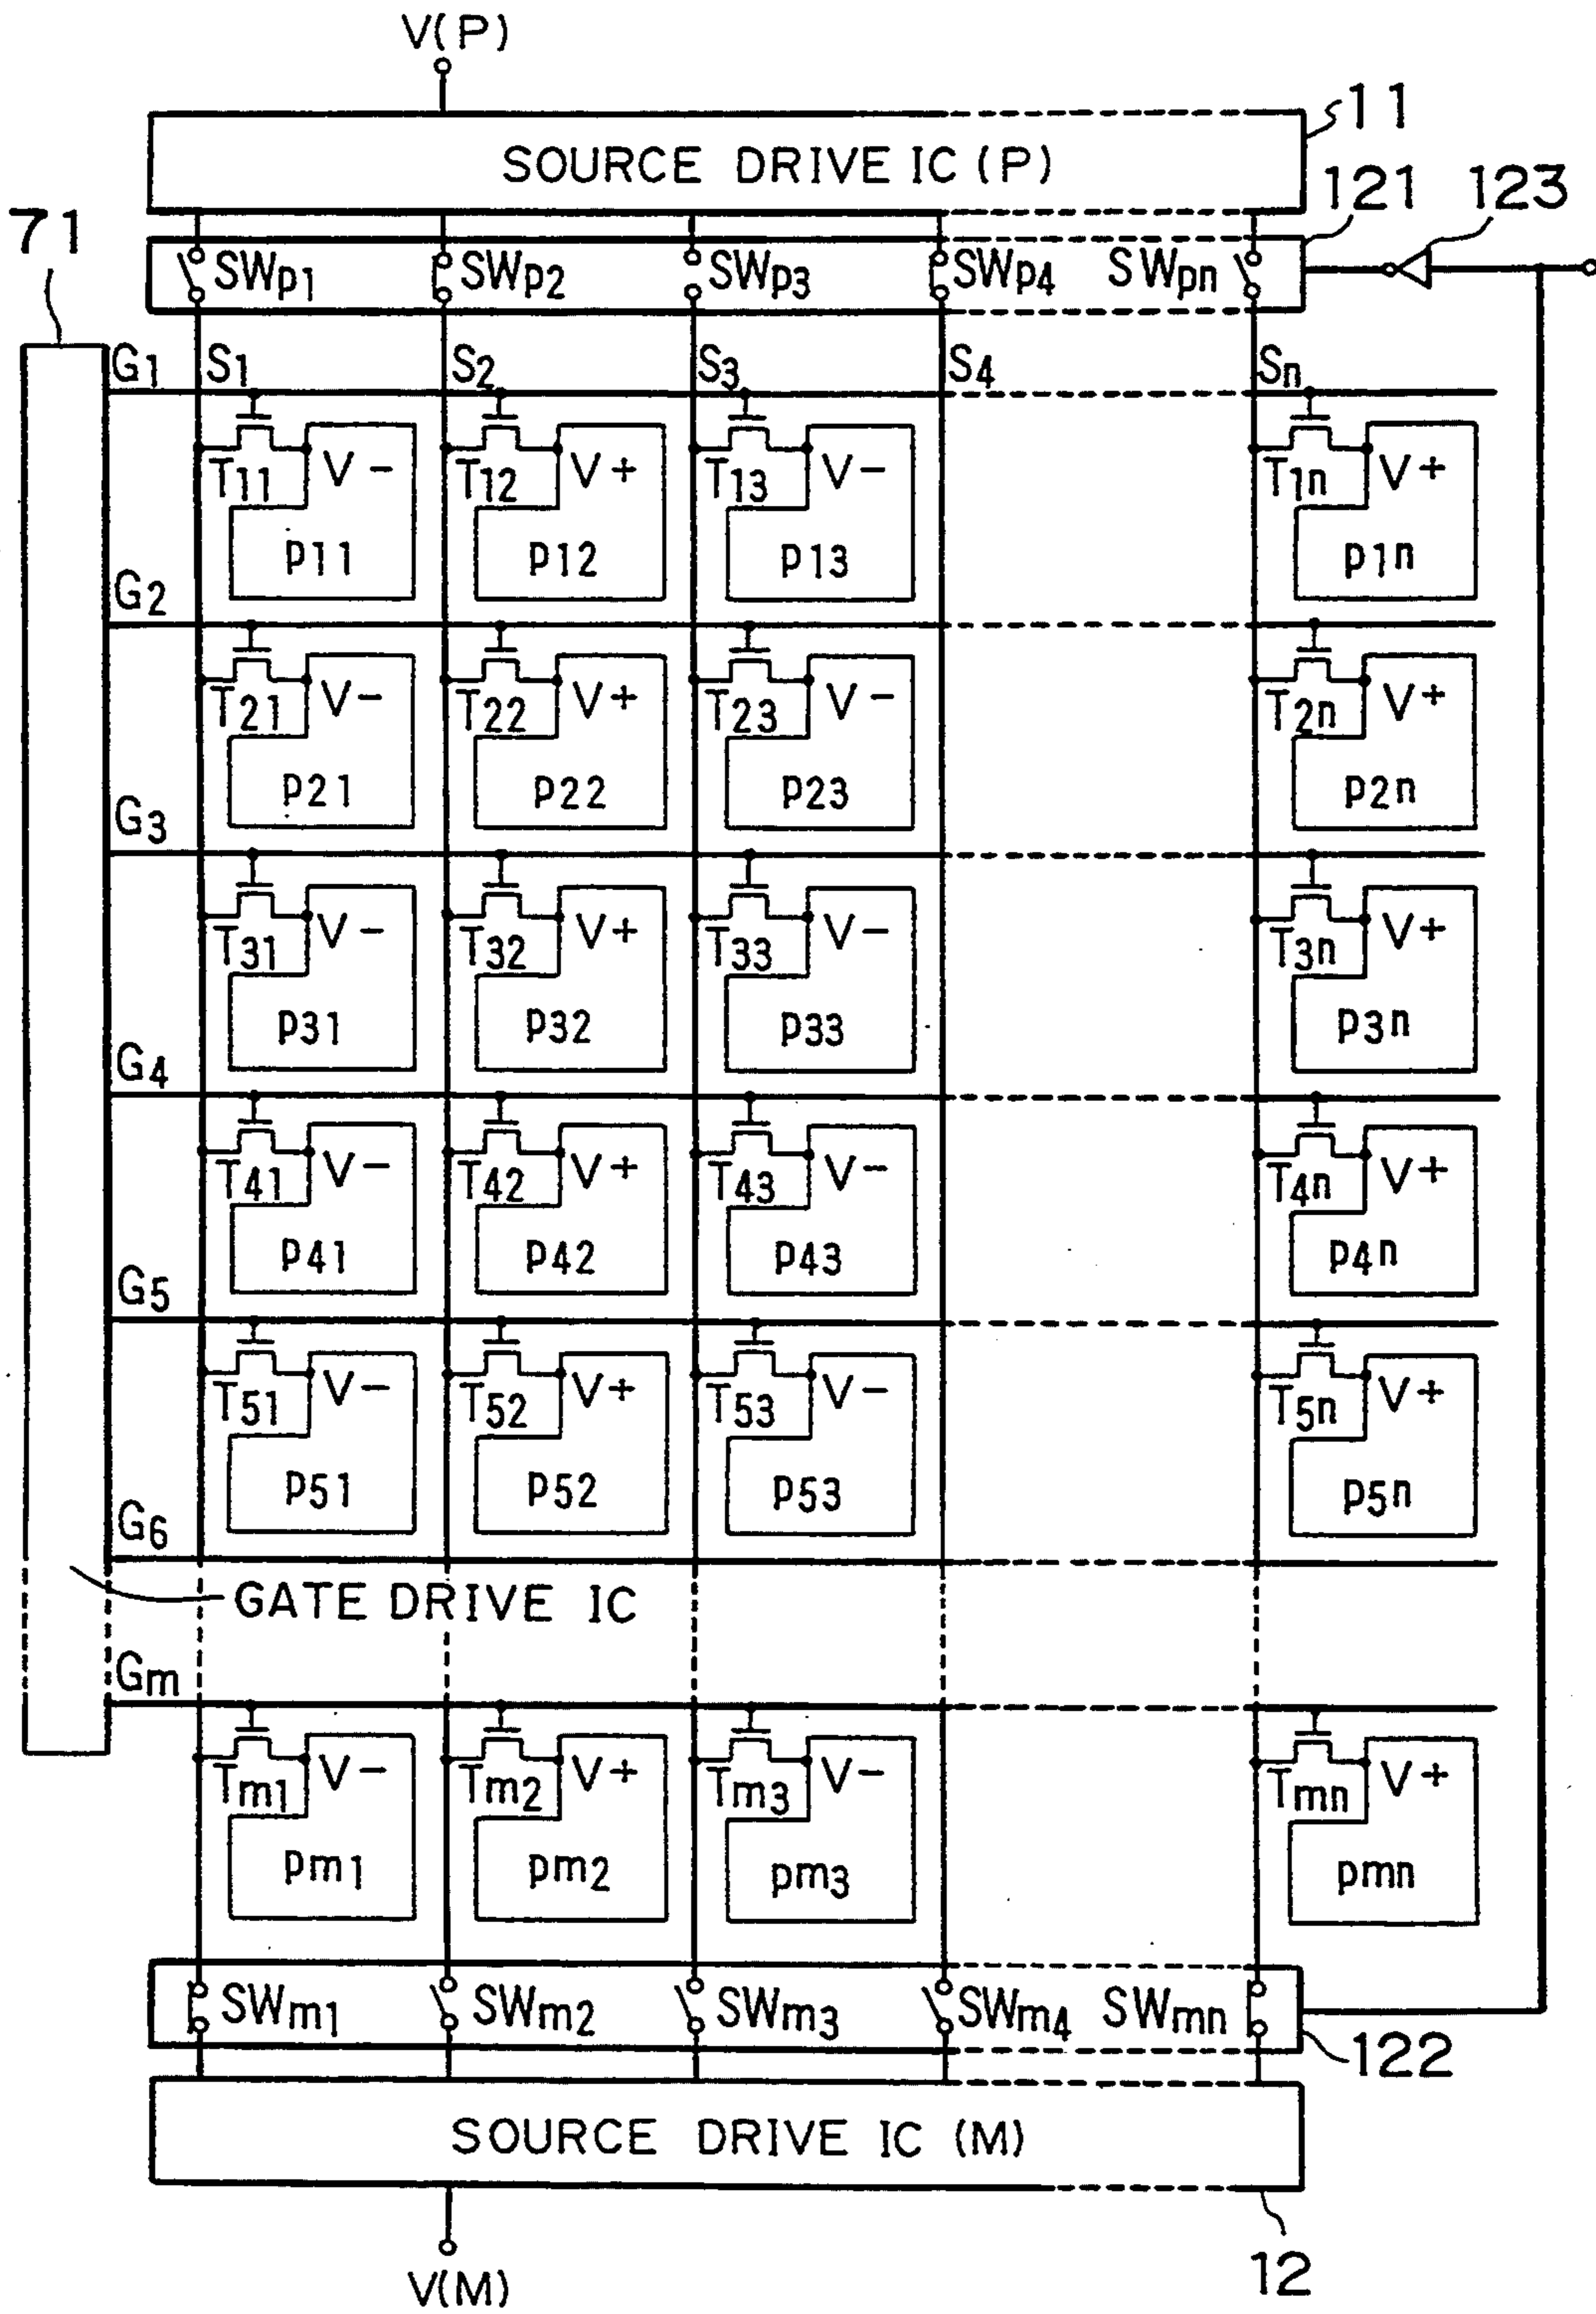 V(P)
11
SOURCE DRIVE IC (P)
121
123
71
SWp1 SWp2 SWp3 SWp4 SWpn
G1 S1 S2 S3 S4 Sn
T11 V- T12 V+ T13 V- T1n V+
p11 p12 p13 p1n
G2
T21 V- T22 V+ T23 V- T2n V+
p21 p22 p23 p2n
G3
T31 V- T32 V+ T33 V- T3n V+
p31 p32 p33 p3n
G4
T41 V- T42 V+ T43 V- T4n V+
p41 p42 p43 p4n
G5
T51 V- T52 V+ T53 V- T5n V+
p51 p52 p53 p5n
G6
GATE DRIVE IC
Gm
Tm1 V- Tm2 V+ Tm3 V- Tmn V+
pm1 pm2 pm3 pmn
SWm1 SWm2 SWm3 SWm4 SWmn
122
SOURCE DRIVE IC (M)
12
V(M)